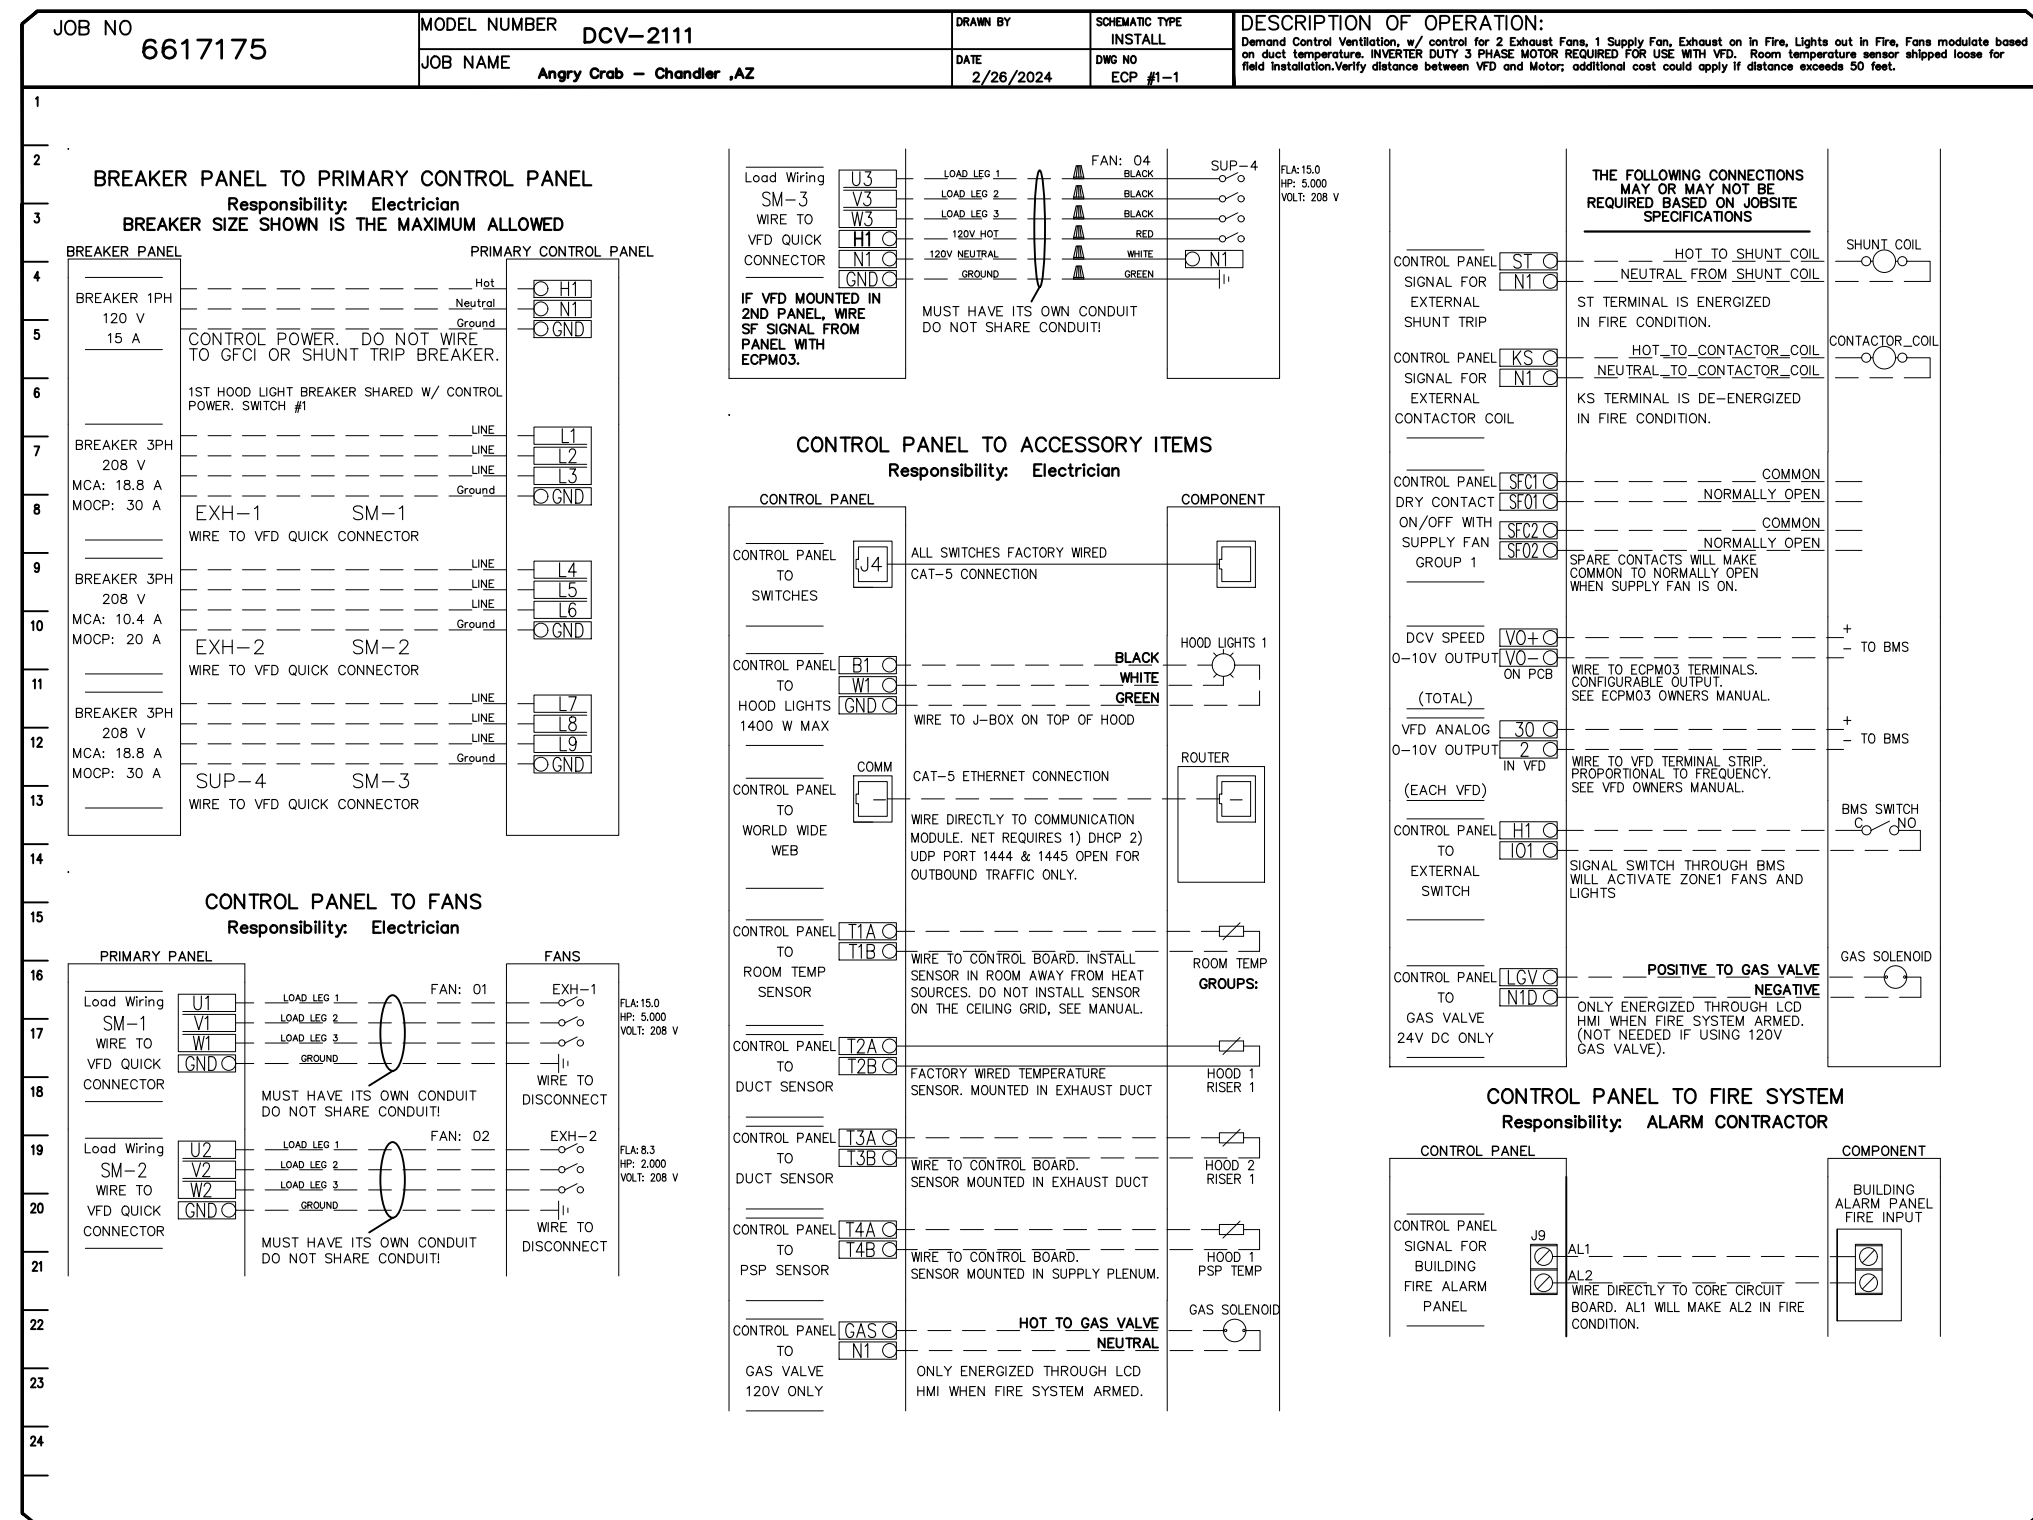 JOB NO
6617175
MODEL NUMBER
DCV-2111
JOB NAME
Angry Crab - Chandler ,AZ
DRAWN BY
SCHEMATIC TYPE
INSTALL
DATE
2/26/2024
DWG NO
ECP #1-1
DESCRIPTION OF OPERATION:
Demand Control Ventilation, w/ control for 2 Exhaust Fans, 1 Supply Fan, Exhaust on in Fire, Lights out in Fire, Fans modulate based
on duct temperature. INVERTER DUTY 3 PHASE MOTOR REQUIRED FOR USE WITH VFD. Room temperature sensor shipped loose for
field installation.Verify distance between VFD and Motor; additional cost could apply if distance exceeds 50 feet.
1
2
3
4
5
6
7
8
9
10
11
12
13
14
15
16
17
18
19
20
21
22
23
24
BREAKER PANEL TO PRIMARY CONTROL PANEL
Responsibility: Electrician
BREAKER SIZE SHOWN IS THE MAXIMUM ALLOWED
BREAKER PANEL
PRIMARY CONTROL PANEL
BREAKER 1PH
120 V
15 A
Hot
H1
Neutral
N1
Ground
GND
CONTROL POWER. DO NOT WIRE
TO GFCI OR SHUNT TRIP BREAKER.
1ST HOOD LIGHT BREAKER SHARED W/ CONTROL
POWER. SWITCH #1
BREAKER 3PH
208 V
MCA: 18.8 A
MOCP: 30 A
LINE
L1
LINE
L2
LINE
L3
Ground
GND
EXH-1
SM-1
WIRE TO VFD QUICK CONNECTOR
BREAKER 3PH
208 V
MCA: 10.4 A
MOCP: 20 A
LINE
L4
LINE
L5
LINE
L6
Ground
GND
EXH-2
SM-2
WIRE TO VFD QUICK CONNECTOR
BREAKER 3PH
208 V
MCA: 18.8 A
MOCP: 30 A
LINE
L7
LINE
L8
LINE
L9
Ground
GND
SUP-4
SM-3
WIRE TO VFD QUICK CONNECTOR
CONTROL PANEL TO FANS
Responsibility: Electrician
PRIMARY PANEL
FANS
Load Wiring
SM-1
WIRE TO
VFD QUICK
CONNECTOR
U1
V1
W1
GND
LOAD LEG 1
LOAD LEG 2
LOAD LEG 3
GROUND
FAN: 01
EXH-1
FLA:15.0
HP: 5.000
VOLT: 208 V
WIRE TO
DISCONNECT
MUST HAVE ITS OWN CONDUIT
DO NOT SHARE CONDUIT!
Load Wiring
SM-2
WIRE TO
VFD QUICK
CONNECTOR
U2
V2
W2
GND
LOAD LEG 1
LOAD LEG 2
LOAD LEG 3
GROUND
FAN: 02
EXH-2
FLA:8.3
HP: 2.000
VOLT: 208 V
WIRE TO
DISCONNECT
MUST HAVE ITS OWN CONDUIT
DO NOT SHARE CONDUIT!
Load Wiring
SM-3
WIRE TO
VFD QUICK
CONNECTOR
U3
V3
W3
H1
N1
GND
LOAD LEG 1
LOAD LEG 2
LOAD LEG 3
120V HOT
120V NEUTRAL
GROUND
FAN: 04
BLACK
BLACK
BLACK
RED
WHITE
GREEN
SUP-4
N1
FLA:15.0
HP: 5.000
VOLT: 208 V
IF VFD MOUNTED IN
2ND PANEL, WIRE
SF SIGNAL FROM
PANEL WITH
ECPM03.
MUST HAVE ITS OWN CONDUIT
DO NOT SHARE CONDUIT!
CONTROL PANEL TO ACCESSORY ITEMS
Responsibility: Electrician
CONTROL PANEL
COMPONENT
CONTROL PANEL
TO
SWITCHES
J4
ALL SWITCHES FACTORY WIRED
CAT-5 CONNECTION
CONTROL PANEL
TO
HOOD LIGHTS
1400 W MAX
B1
W1
GND
BLACK
WHITE
GREEN
HOOD LIGHTS 1
WIRE TO J-BOX ON TOP OF HOOD
CONTROL PANEL
TO
WORLD WIDE
WEB
COMM
CAT-5 ETHERNET CONNECTION
ROUTER
WIRE DIRECTLY TO COMMUNICATION
MODULE. NET REQUIRES 1) DHCP 2)
UDP PORT 1444 & 1445 OPEN FOR
OUTBOUND TRAFFIC ONLY.
CONTROL PANEL
TO
ROOM TEMP
SENSOR
T1A
T1B
WIRE TO CONTROL BOARD. INSTALL
SENSOR IN ROOM AWAY FROM HEAT
SOURCES. DO NOT INSTALL SENSOR
ON THE CEILING GRID, SEE MANUAL.
ROOM TEMP
GROUPS:
CONTROL PANEL
TO
DUCT SENSOR
T2A
T2B
FACTORY WIRED TEMPERATURE
SENSOR. MOUNTED IN EXHAUST DUCT
HOOD 1
RISER 1
CONTROL PANEL
TO
DUCT SENSOR
T3A
T3B
WIRE TO CONTROL BOARD.
SENSOR MOUNTED IN EXHAUST DUCT
HOOD 2
RISER 1
CONTROL PANEL
TO
PSP SENSOR
T4A
T4B
WIRE TO CONTROL BOARD.
SENSOR MOUNTED IN SUPPLY PLENUM.
HOOD 1
PSP TEMP
CONTROL PANEL
TO
GAS VALVE
120V ONLY
GAS
N1
HOT TO GAS VALVE
NEUTRAL
GAS SOLENOID
ONLY ENERGIZED THROUGH LCD
HMI WHEN FIRE SYSTEM ARMED.
THE FOLLOWING CONNECTIONS
MAY OR MAY NOT BE
REQUIRED BASED ON JOBSITE
SPECIFICATIONS
CONTROL PANEL
SIGNAL FOR
EXTERNAL
SHUNT TRIP
ST
N1
HOT TO SHUNT COIL
NEUTRAL FROM SHUNT COIL
SHUNT COIL
ST TERMINAL IS ENERGIZED
IN FIRE CONDITION.
CONTROL PANEL
SIGNAL FOR
EXTERNAL
CONTACTOR COIL
KS
N1
HOT_TO_CONTACTOR_COIL
NEUTRAL_TO_CONTACTOR_COIL
CONTACTOR_COIL
KS TERMINAL IS DE-ENERGIZED
IN FIRE CONDITION.
CONTROL PANEL
DRY CONTACT
ON/OFF WITH
SUPPLY FAN
GROUP 1
SFC1
SFO1
SFC2
SFO2
COMMON
NORMALLY OPEN
COMMON
NORMALLY OPEN
SPARE CONTACTS WILL MAKE
COMMON TO NORMALLY OPEN
WHEN SUPPLY FAN IS ON.
DCV SPEED
0-10V OUTPUT
(TOTAL)
VO+
VO-
ON PCB
+
- TO BMS
WIRE TO ECPM03 TERMINALS.
CONFIGURABLE OUTPUT.
SEE ECPM03 OWNERS MANUAL.
VFD ANALOG
0-10V OUTPUT
(EACH VFD)
30
2
IN VFD
+
- TO BMS
WIRE TO VFD TERMINAL STRIP.
PROPORTIONAL TO FREQUENCY.
SEE VFD OWNERS MANUAL.
CONTROL PANEL
TO
EXTERNAL
SWITCH
H1
IO1
BMS SWITCH
C
NO
SIGNAL SWITCH THROUGH BMS
WILL ACTIVATE ZONE1 FANS AND
LIGHTS
CONTROL PANEL
TO
GAS VALVE
24V DC ONLY
LGV
N1D
POSITIVE TO GAS VALVE
NEGATIVE
GAS SOLENOID
ONLY ENERGIZED THROUGH LCD
HMI WHEN FIRE SYSTEM ARMED.
(NOT NEEDED IF USING 120V
GAS VALVE).
CONTROL PANEL TO FIRE SYSTEM
Responsibility: ALARM CONTRACTOR
CONTROL PANEL
COMPONENT
CONTROL PANEL
SIGNAL FOR
BUILDING
FIRE ALARM
PANEL
J9
AL1
AL2
BUILDING
ALARM PANEL
FIRE INPUT
WIRE DIRECTLY TO CORE CIRCUIT
BOARD. AL1 WILL MAKE AL2 IN FIRE
CONDITION.